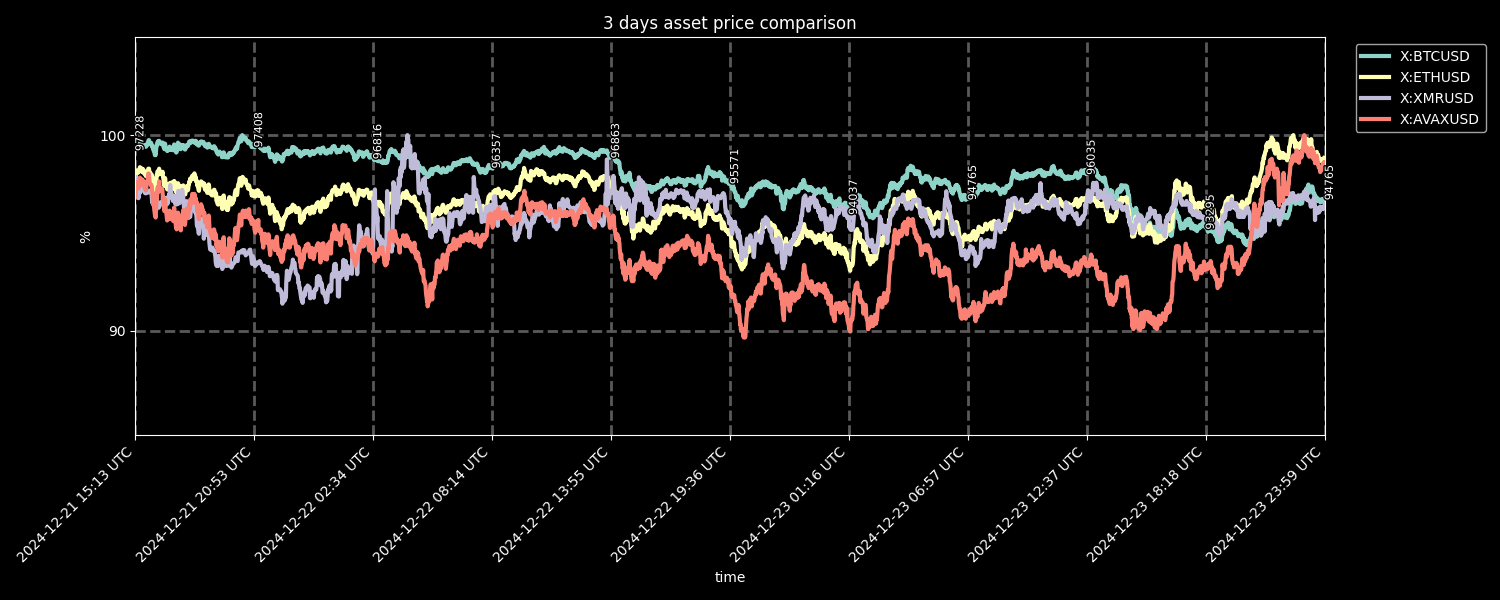 3 days asset price comparison
X:BTCUSD
X:ETHUSD
X:XMRUSD
X:AVAXUSD
100
90
%
97228
97408
96816
96357
96863
95571
94037
94765
96035
93295
94765
2024-12-21 15:13 UTC
2024-12-21 20:53 UTC
2024-12-22 02:34 UTC
2024-12-22 08:14 UTC
2024-12-22 13:55 UTC
2024-12-22 19:36 UTC
2024-12-23 01:16 UTC
2024-12-23 06:57 UTC
2024-12-23 12:37 UTC
2024-12-23 18:18 UTC
2024-12-23 23:59 UTC
time